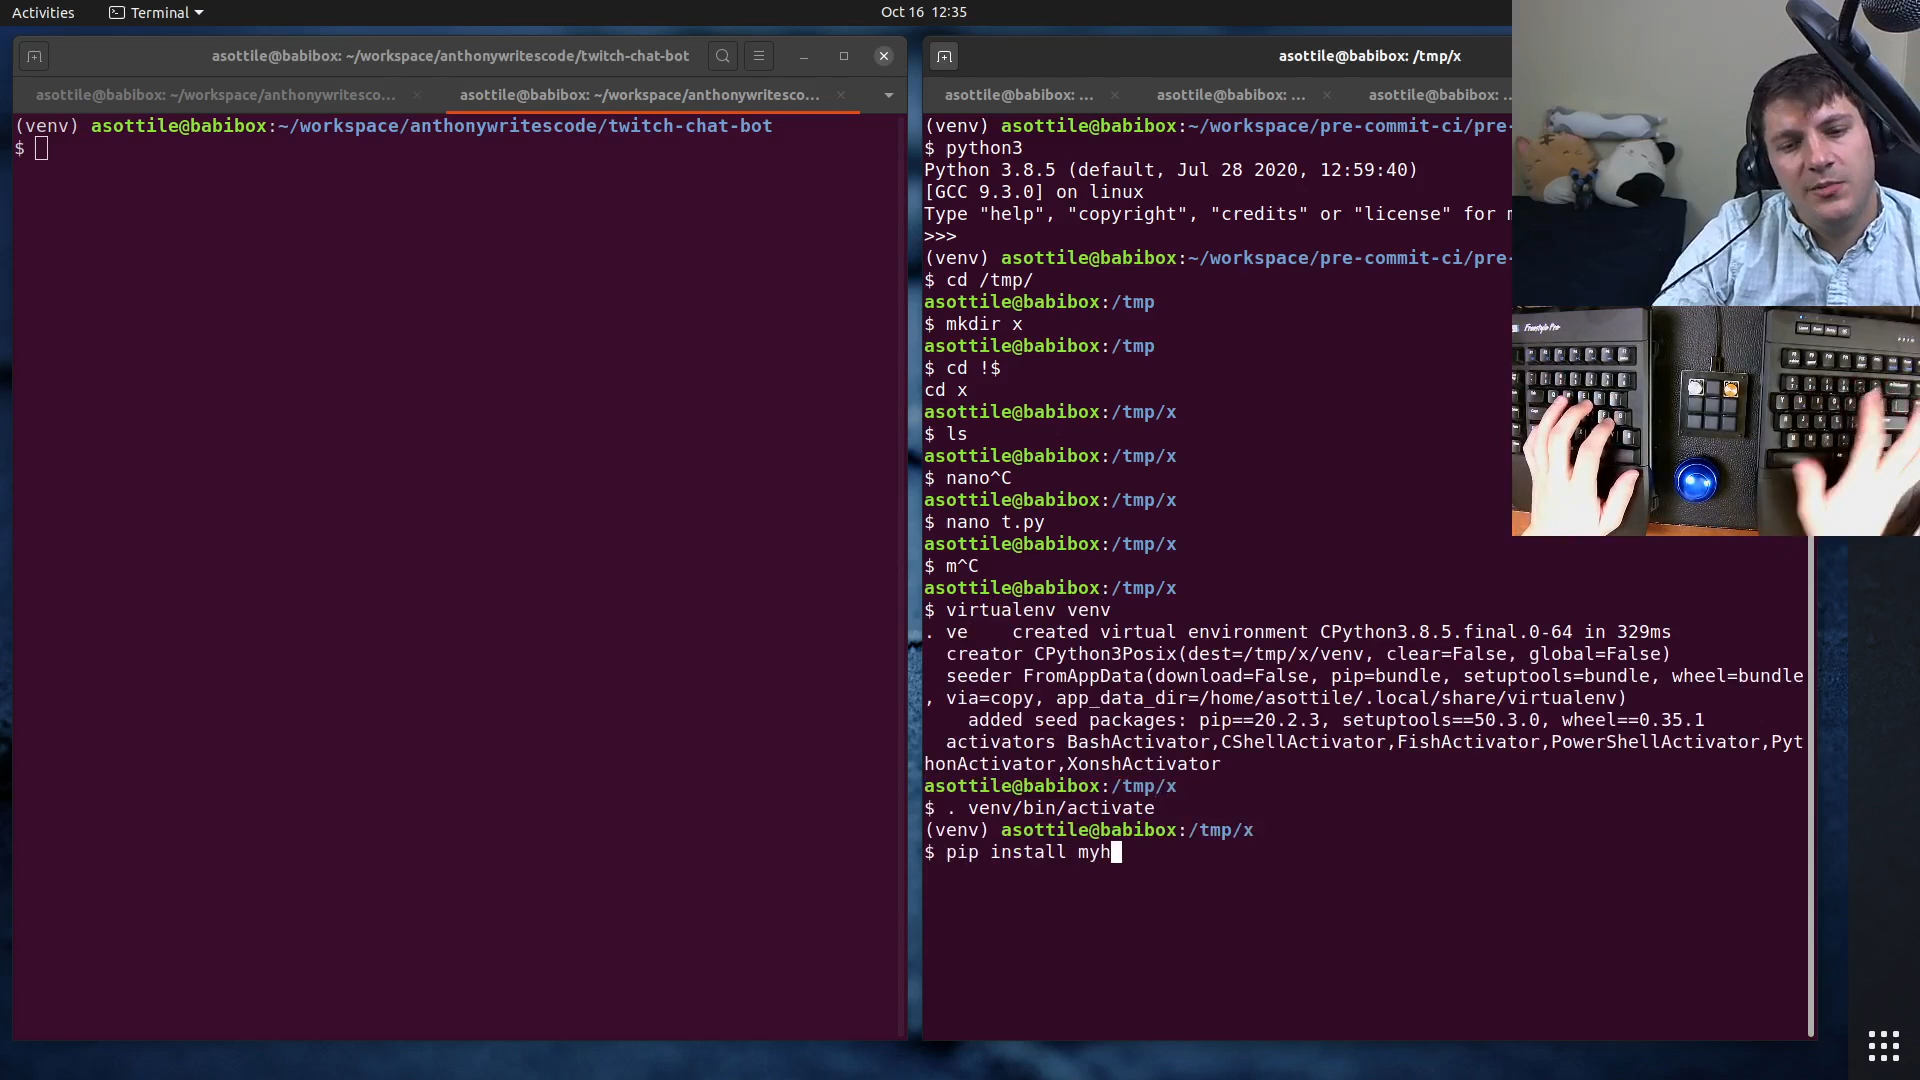 Activities
Terminal
Oct 16 12:35
asottile@babibox: ~/workspace/anthonywritescode/twitch-chat-bot
asottile@babibox: ~/workspace/anthonywritesco...
asottile@babibox: ~/workspace/anthonywritesco...
(venv) asottile@babibox:~/workspace/anthonywritescode/twitch-chat-bot
$
asottile@babibox: /tmp/x
asottile@babibox: ...
asottile@babibox: ...
asottile@babibox: ..
(venv) asottile@babibox:~/workspace/pre-commit-ci/pre-
$ python3
Python 3.8.5 (default, Jul 28 2020, 12:59:40)
[GCC 9.3.0] on linux
Type "help", "copyright", "credits" or "license" for
>>>
(venv) asottile@babibox:~/workspace/pre-commit-ci/pre-
$ cd /tmp/
asottile@babibox:/tmp
$ mkdir x
asottile@babibox:/tmp
$ cd !$
cd x
asottile@babibox:/tmp/x
$ ls
asottile@babibox:/tmp/x
$ nano^C
asottile@babibox:/tmp/x
$ nano t.py
asottile@babibox:/tmp/x
$ m^C
asottile@babibox:/tmp/x
$ virtualenv venv
. ve    created virtual environment CPython3.8.5.final.0-64 in 329ms
  creator CPython3Posix(dest=/tmp/x/venv, clear=False, global=False)
  seeder FromAppData(download=False, pip=bundle, setuptools=bundle, wheel=bundle
, via=copy, app_data_dir=/home/asottile/.local/share/virtualenv)
    added seed packages: pip==20.2.3, setuptools==50.3.0, wheel==0.35.1
  activators BashActivator,CShellActivator,FishActivator,PowerShellActivator,Pyt
honActivator,XonshActivator
asottile@babibox:/tmp/x
$ . venv/bin/activate
(venv) asottile@babibox:/tmp/x
$ pip install myh
Freestyle Pro